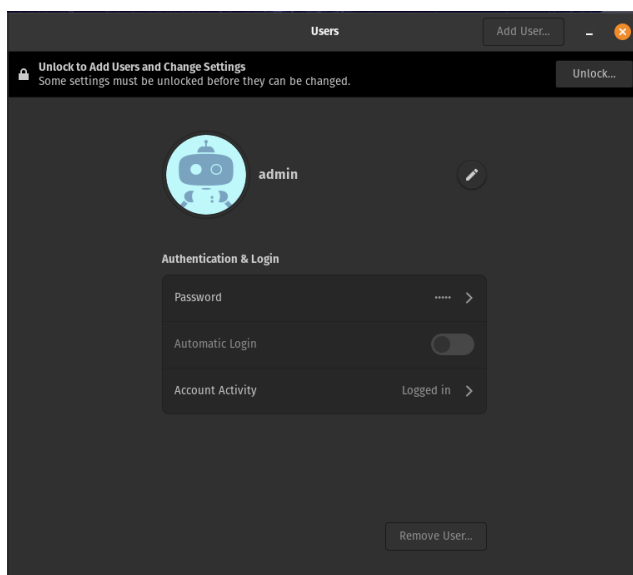 Users
Add User...
Unlock to Add Users and Change Settings
Some settings must be unlocked before they can be changed.
Unlock...
admin
Authentication & Login
Password •••••
Automatic Login
Account Activity Logged in
Remove User...